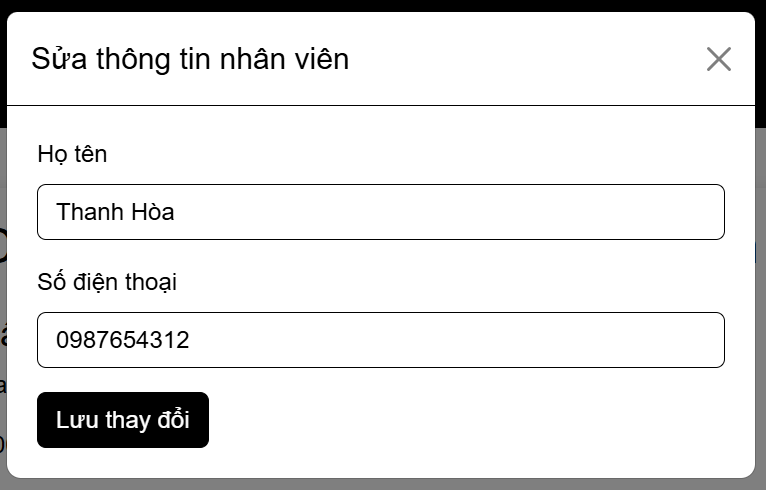 Sửa thông tin nhân viên
Họ tên
Thanh Hòa
Số điện thoại
0987654312
Lưu thay đổi